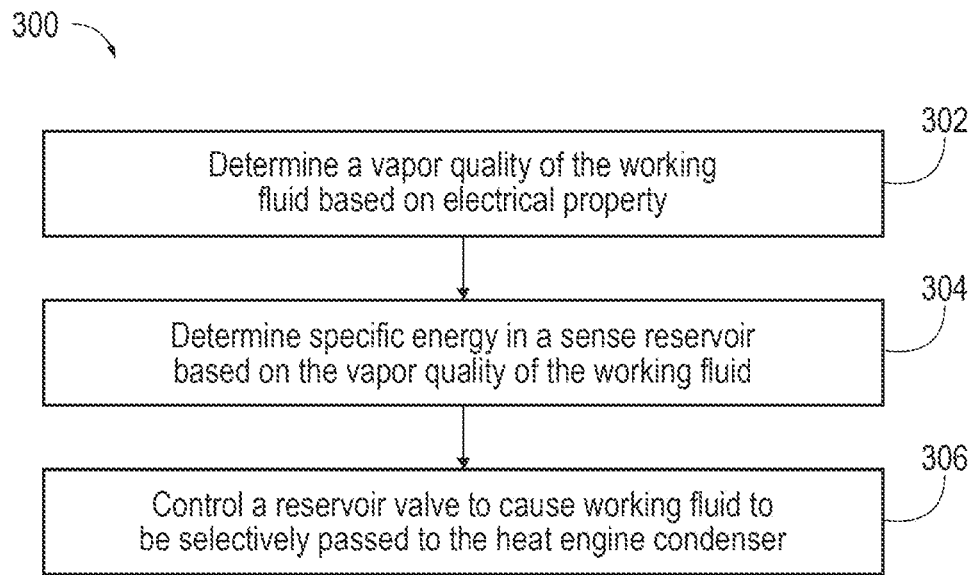 300
302
Determine a vapor quality of the working
fluid based on electrical property
304
Determine specific energy in a sense reservoir
based on the vapor quality of the working fluid
306
Control a reservoir valve to cause working fluid to
be selectively passed to the heat engine condenser